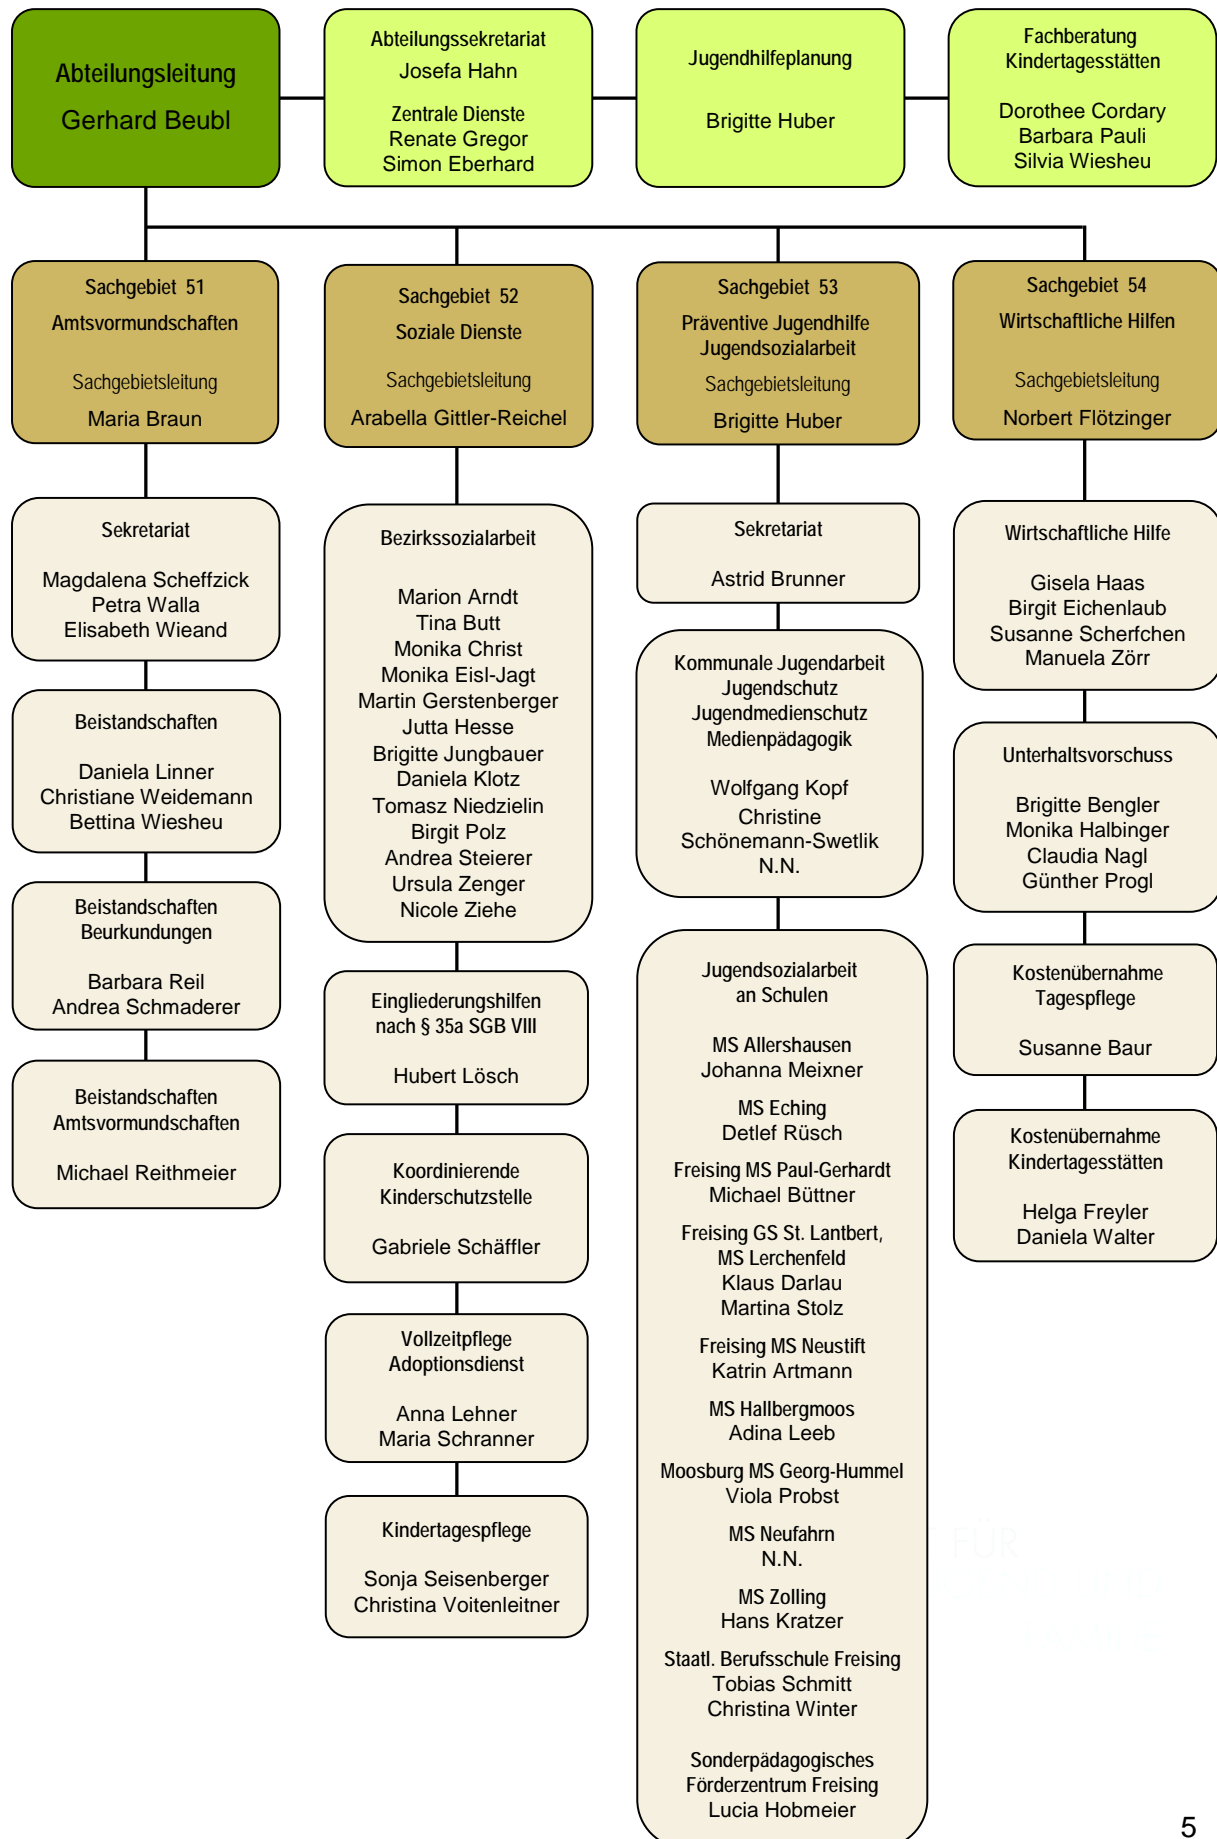 Abteilungsleitung
Gerhard Beubl
Abteilungssekretariat
Josefa Hahn
Zentrale Dienste
Renate Gregor
Simon Eberhard
Jugendhilfeplanung
Brigitte Huber
Fachberatung
Kindertagesstätten
Dorothee Cordary
Barbara Pauli
Silvia Wiesheu
Sachgebiet 51
Amtsvormundschaften
Sachgebietsleitung
Maria Braun
Sekretariat
Magdalena Scheffzick
Petra Walla
Elisabeth Wieand
Beistandschaften
Daniela Linner
Christiane Weidemann
Bettina Wiesheu
Beistandschaften
Beurkundungen
Barbara Reil
Andrea Schmaderer
Beistandschaften
Amtsvormundschaften
Michael Reithmeier
Sachgebiet 52
Soziale Dienste
Sachgebietsleitung
Arabella Gittler-Reichel
Bezirkssozialarbeit
Marion Arndt
Tina Butt
Monika Christ
Monika Eisl-Jagt
Martin Gerstenberger
Jutta Hesse
Brigitte Jungbauer
Daniela Klotz
Tomasz Niedzielin
Birgit Polz
Andrea Steierer
Ursula Zenger
Nicole Ziehe
Eingliederungshilfen
nach § 35a SGB VIII
Hubert Lösch
Koordinierende
Kinderschutzstelle
Gabriele Schäffler
Vollzeitpflege
Adoptionsdienst
Anna Lehner
Maria Schranner
Kindertagespflege
Sonja Seisenberger
Christina Voitenleitner
Sachgebiet 53
Präventive Jugendhilfe
Jugendsozialarbeit
Sachgebietsleitung
Brigitte Huber
Sekretariat
Astrid Brunner
Kommunale Jugendarbeit
Jugendschutz
Jugendmedienschutz
Medienpädagogik
Wolfgang Kopf
Christine
Schönemann-Swetlik
N.N.
Jugendsozialarbeit
an Schulen
MS Allershausen
Johanna Meixner
MS Eching
Detlef Rüsch
Freising MS Paul-Gerhardt
Michael Büttner
Freising GS St. Lantbert,
MS Lerchenfeld
Klaus Darlau
Martina Stolz
Freising MS Neustift
Katrin Artmann
MS Hallbergmoos
Adina Leeb
Moosburg MS Georg-Hummel
Viola Probst
MS Neufahrn
N.N.
MS Zolling
Hans Kratzer
Staatl. Berufsschule Freising
Tobias Schmitt
Christina Winter
Sonderpädagogisches
Förderzentrum Freising
Lucia Hobmeier
Sachgebiet 54
Wirtschaftliche Hilfen
Sachgebietsleitung
Norbert Flötzinger
Wirtschaftliche Hilfe
Gisela Haas
Birgit Eichenlaub
Susanne Scherfchen
Manuela Zörr
Unterhaltsvorschuss
Brigitte Bengler
Monika Halbinger
Claudia Nagl
Günther Progl
Kostenübernahme
Tagespflege
Susanne Baur
Kostenübernahme
Kindertagesstätten
Helga Freyler
Daniela Walter
FÜR
5